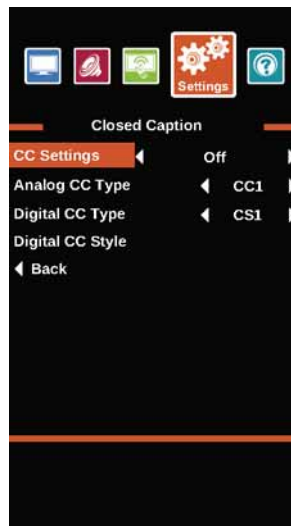 Settings
Closed Caption
CC Settings Off
Analog CC Type CC1
Digital CC Type CS1
Digital CC Style
Back